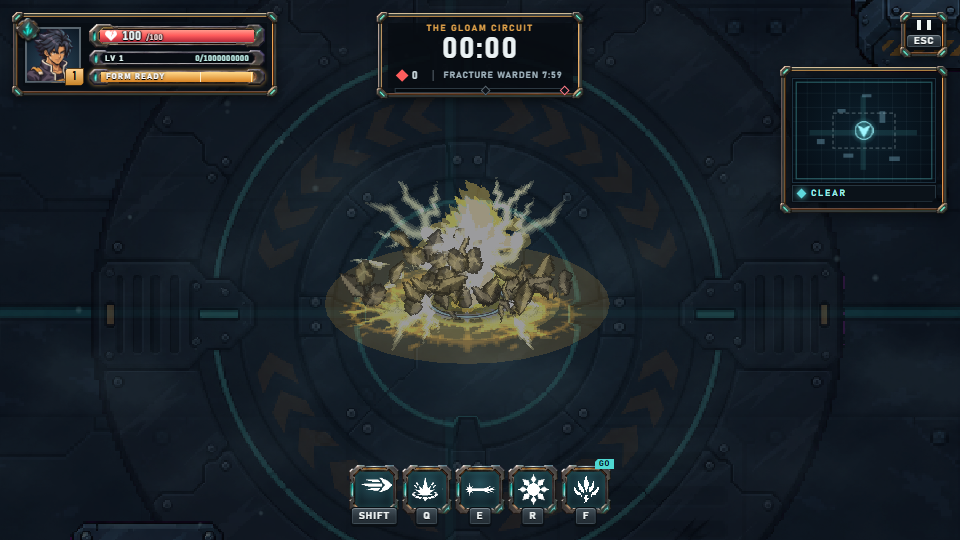 100 /100
LV 1 0/1000000000
FORM READY
1
THE GLOAM CIRCUIT
00:00
0 | FRACTURE WARDEN 7:59
ESC
CLEAR
GO
SHIFT Q E R F